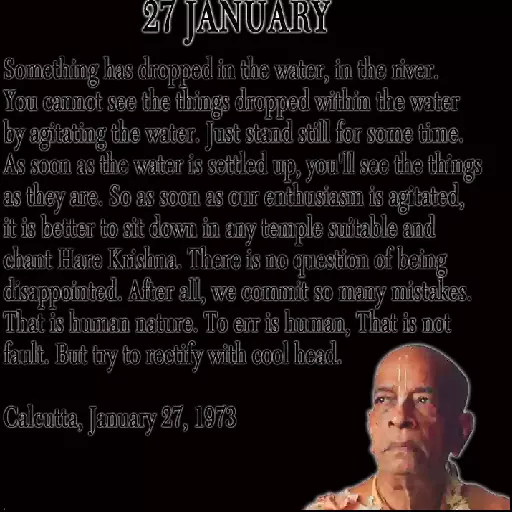 27 JANUARY
Something has dropped in the water, in the river.
You cannot see the things dropped within the water
by agitating the water. Just stand still for some time.
As soon as the water is settled up, you'll see the things
as they are. So as soon as our enthusiasm is agitated,
it is better to sit down in any temple suitable and
chant Hare Krishna. There is no question of being
disappointed. After all, we commit so many mistakes.
That is human nature. To err is human, That is not
fault. But try to rectify with cool head.
Calcutta, January 27, 1973